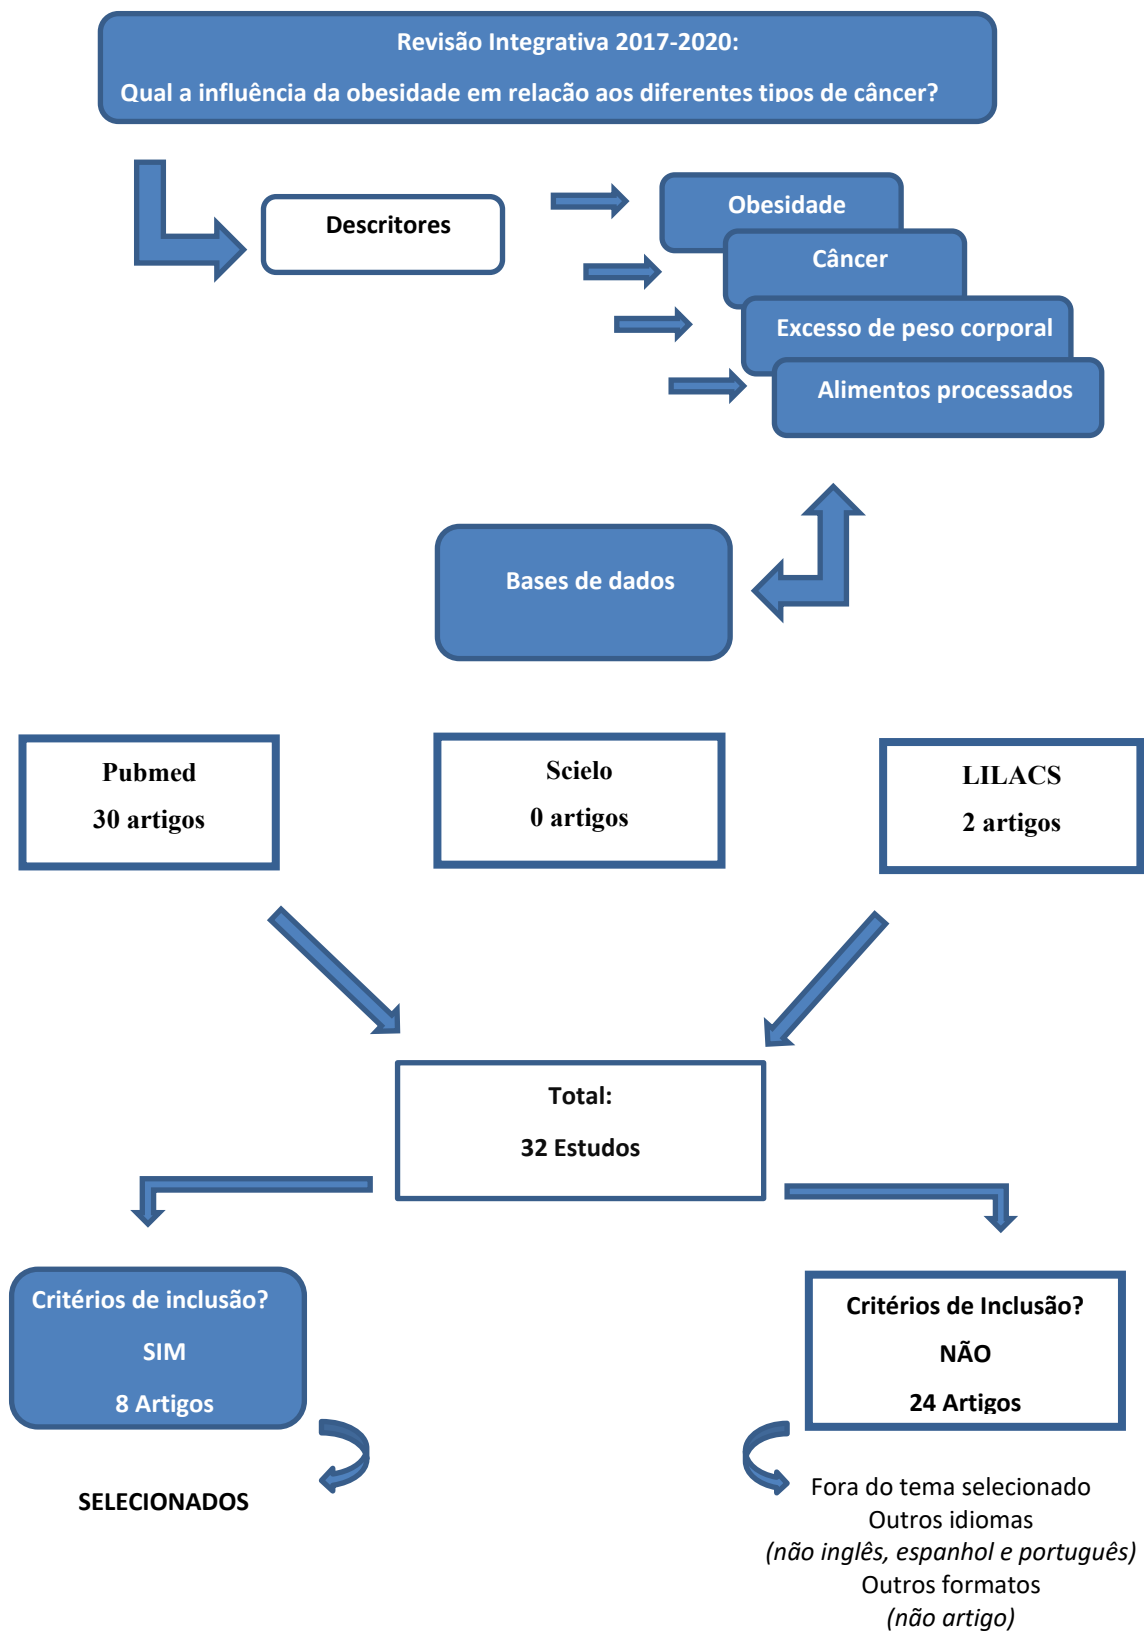 Revisão Integrativa 2017-2020:
Qual a influência da obesidade em relação aos diferentes tipos de câncer?
Descritores
Obesidade
Câncer
Excesso de peso corporal
Alimentos processados
Bases de dados
Pubmed
30 artigos
Scielo
0 artigos
LILACS
2 artigos
Total:
32 Estudos
Critérios de inclusão?
SIM
8 Artigos
Critérios de Inclusão?
NÃO
24 Artigos
SELECIONADOS
Fora do tema selecionado
Outros idiomas
(não inglês, espanhol e português)
Outros formatos
(não artigo)